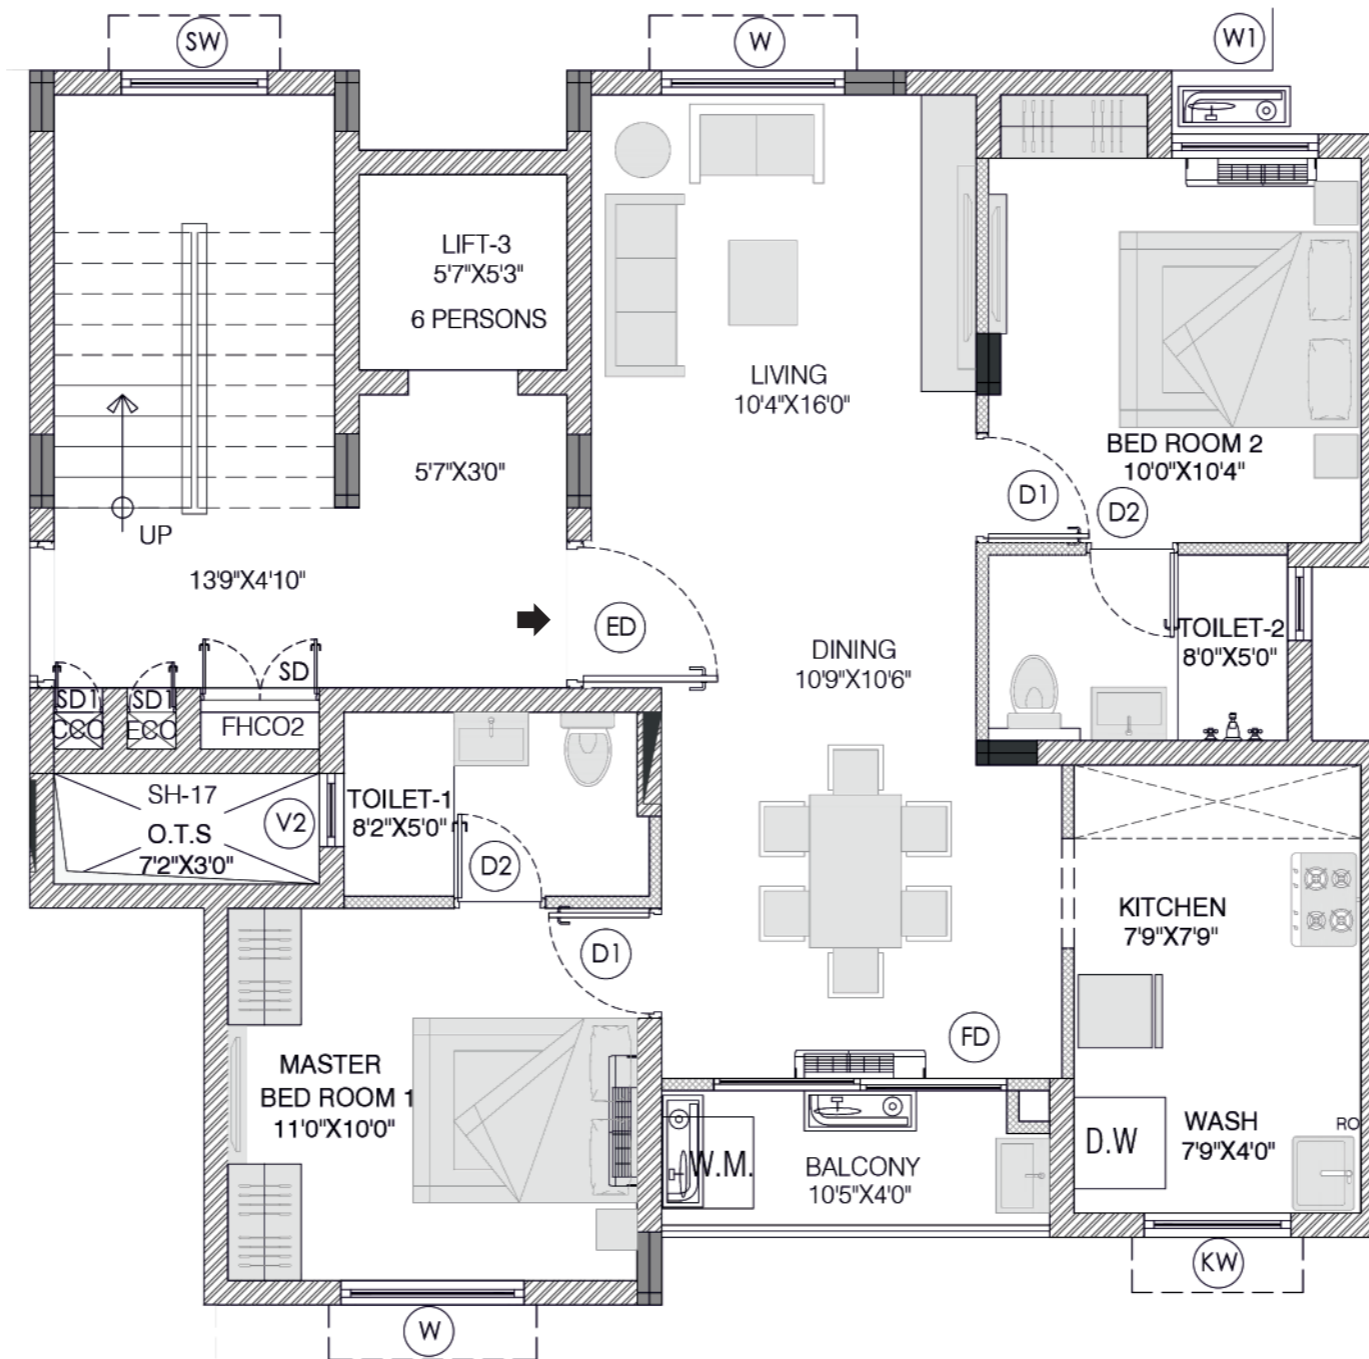 SW
W
W1
LIFT-3
5'7"X5'3"
6 PERSONS
LIVING
10'4"X16'0"
BED ROOM 2
10'0"X10'4"
5'7"X3'0"
D1
D2
UP
13'9"X4'10"
ED
TOILET-2
8'0"X5'0"
DINING
10'9"X10'6"
SD
SD1
SD1
ECO
FHCO2
SH-17
O.T.S
7'2"X3'0"
V2
TOILET-1
8'2"X5'0"
D2
KITCHEN
7'9"X7'9"
D1
FD
MASTER
BED ROOM 1
11'0"X10'0"
W.M.
BALCONY
10'5"X4'0"
D.W
WASH
7'9"X4'0"
RO
KW
W